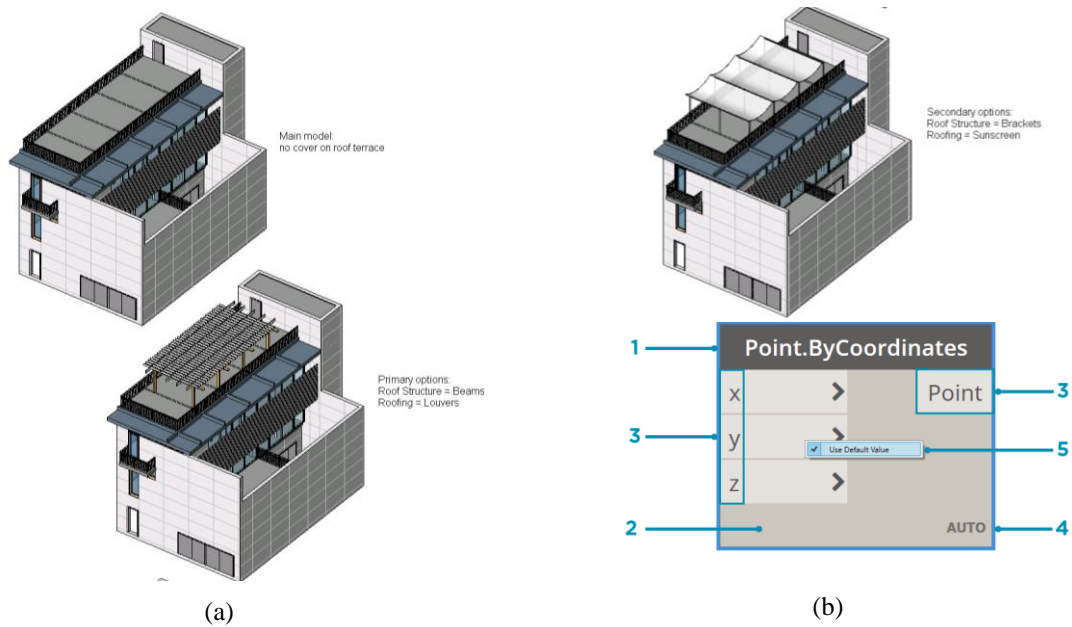 Main model:
no cover on roof terrace
Primary options:
Roof Structure = Beams
Roofing = Louvers
(a)
Secondary options:
Roof Structure = Brackets
Roofing = Sunscreen
1
Point.ByCoordinates
x
Point
3
3
y
Use Default Value
5
z
2
AUTO
4
(b)